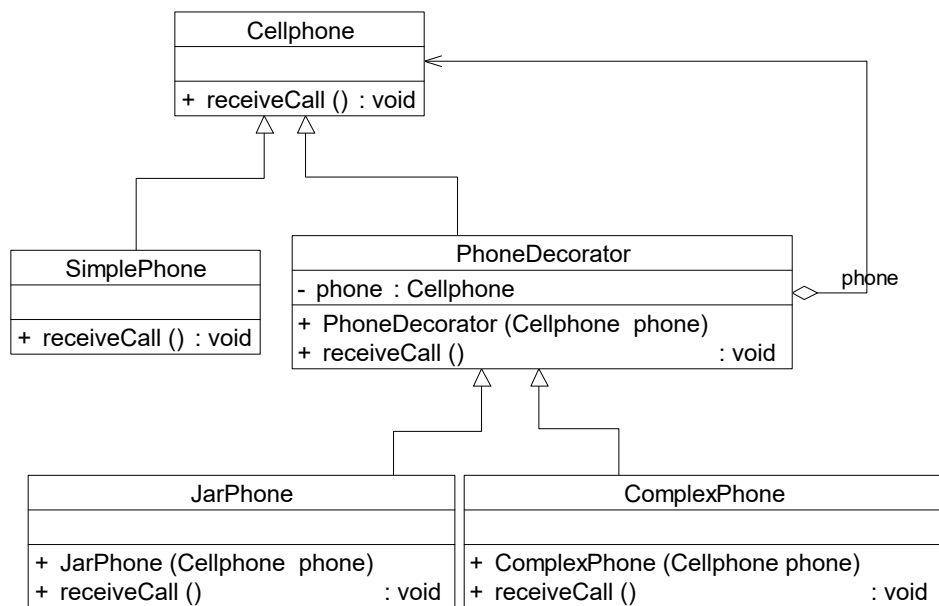 Cellphone
+ receiveCall () : void
SimplePhone
+ receiveCall () : void
PhoneDecorator
- phone : Cellphone
+ PhoneDecorator (Cellphone phone)
+ receiveCall () : void
phone
JarPhone
+ JarPhone (Cellphone phone)
+ receiveCall () : void
ComplexPhone
+ ComplexPhone (Cellphone phone)
+ receiveCall () : void